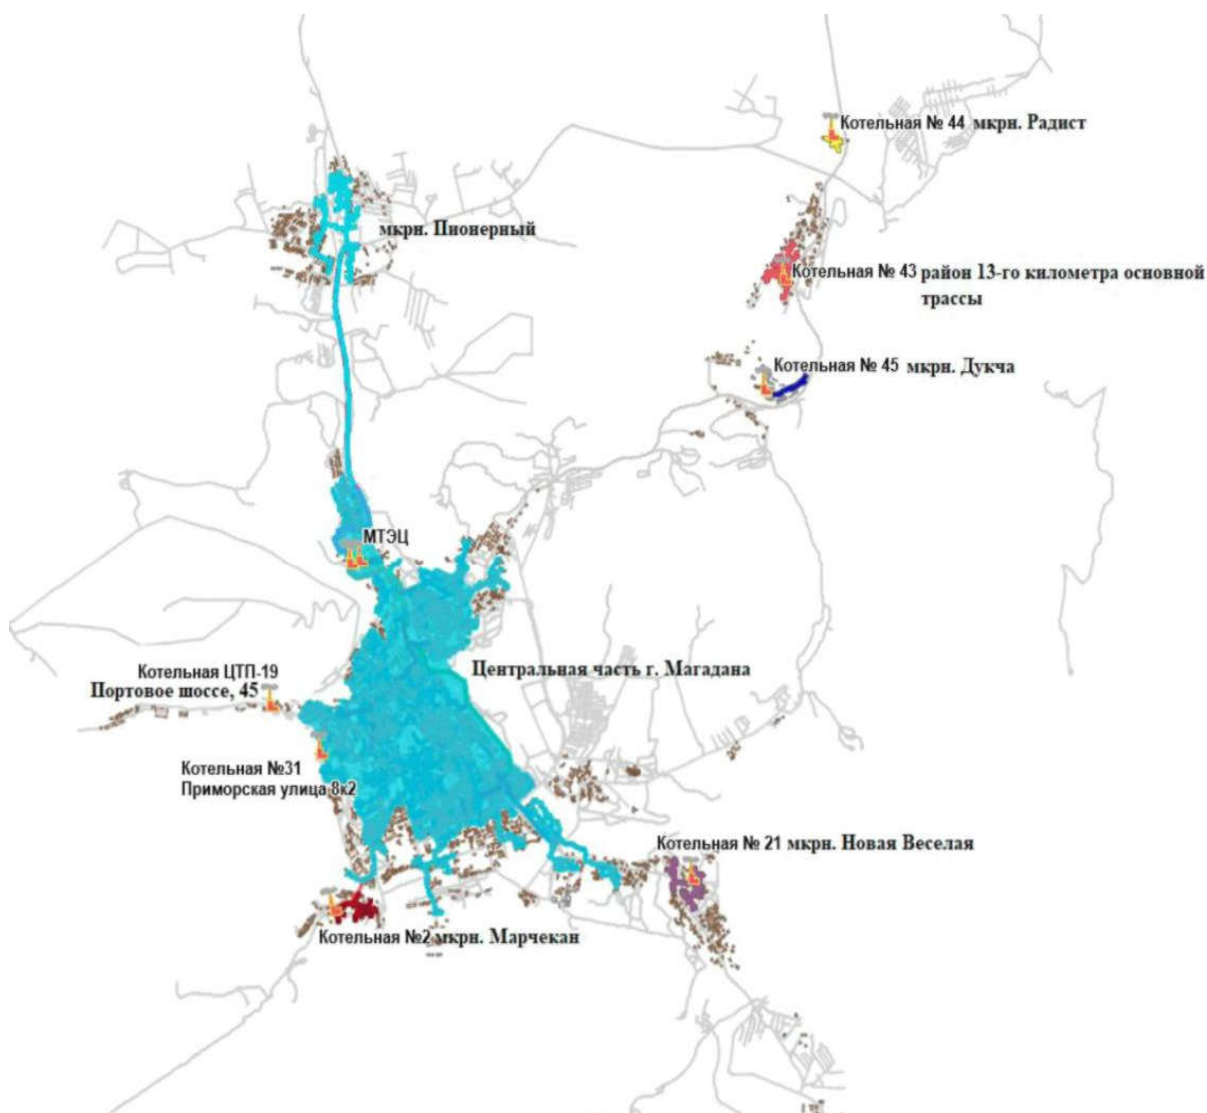 Котельная № 44 мкрн. Радист
мкрн. Пионерный
Котельная № 43 район 13-го километра основной
трассы
Котельная № 45 мкрн. Дукча
МТЭЦ
Центральная часть г. Магадана
Котельная ЦТП-19
Портовое шоссе, 45
Котельная №31
Приморская улица 8к2
Котельная № 21 мкрн. Новая Веселая
Котельная №2 мкрн. Марчекан